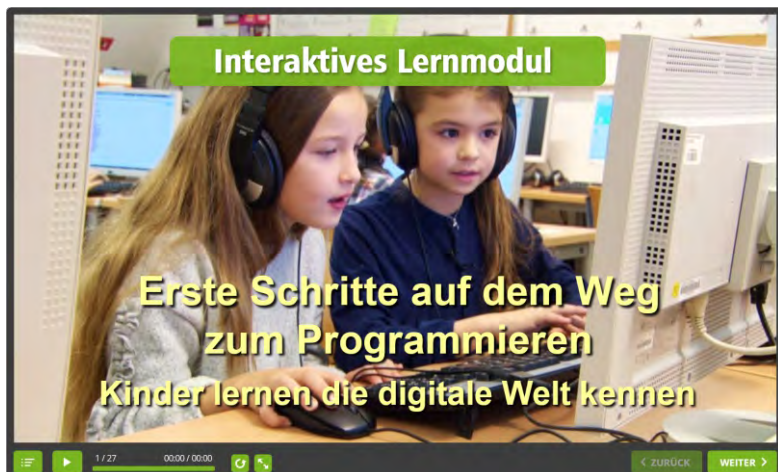 Interaktives Lernmodul
Erste Schritte auf dem Weg
zum Programmieren
Kinder lernen die digitale Welt kennen
1 / 27 00:00 / 00:00 < ZURÜCK WEITER >